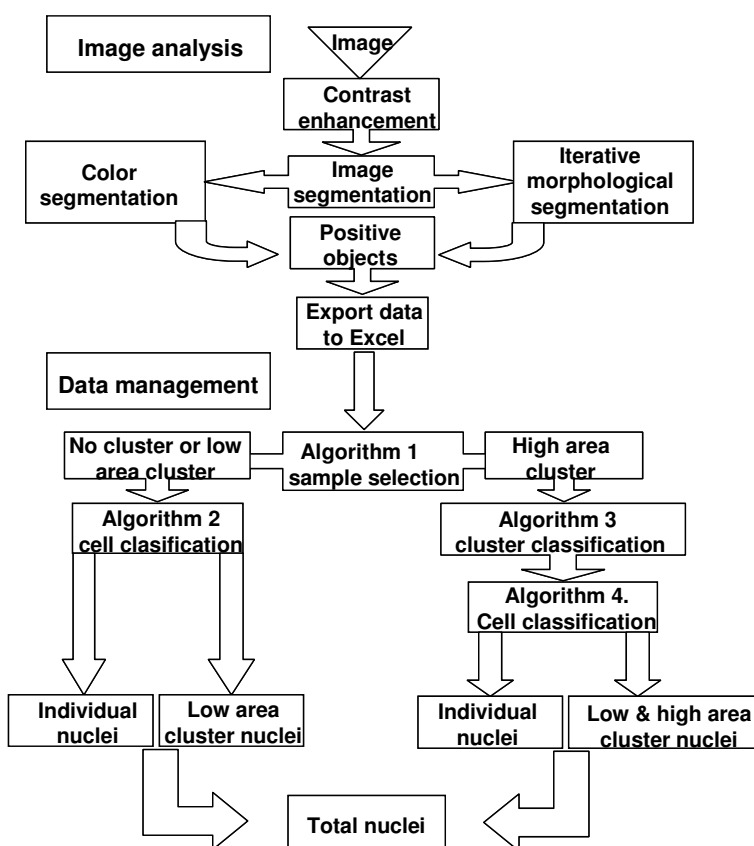 Image analysis
Image
Contrast
enhancement
Color
segmentation
Image
segmentation
Iterative
morphological
segmentation
Positive
objects
Export data
to Excel
Data management
No cluster or low
area cluster
Algorithm 1
sample selection
High area
cluster
Algorithm 2
cell clasification
Algorithm 3
cluster classification
Algorithm 4.
Cell classification
Individual
nuclei
Low area
cluster nuclei
Individual
nuclei
Low & high area
cluster nuclei
Total nuclei